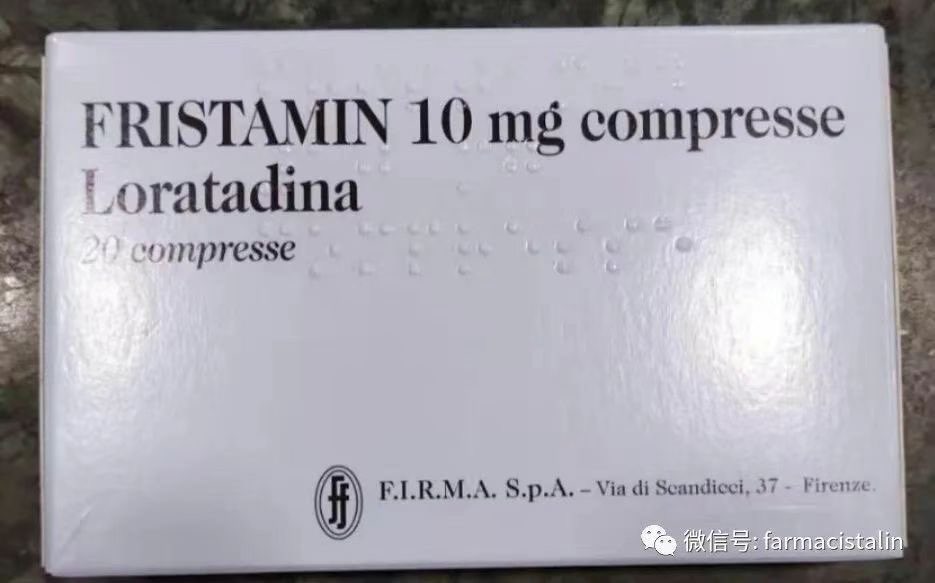 FRISTAMIN 10 mg compresse
Loratadina
20 compresse
F.I.R.M.A. S.p.A. – Via di Scandicci, 37 - Firenze.
微信号: farmacistalin